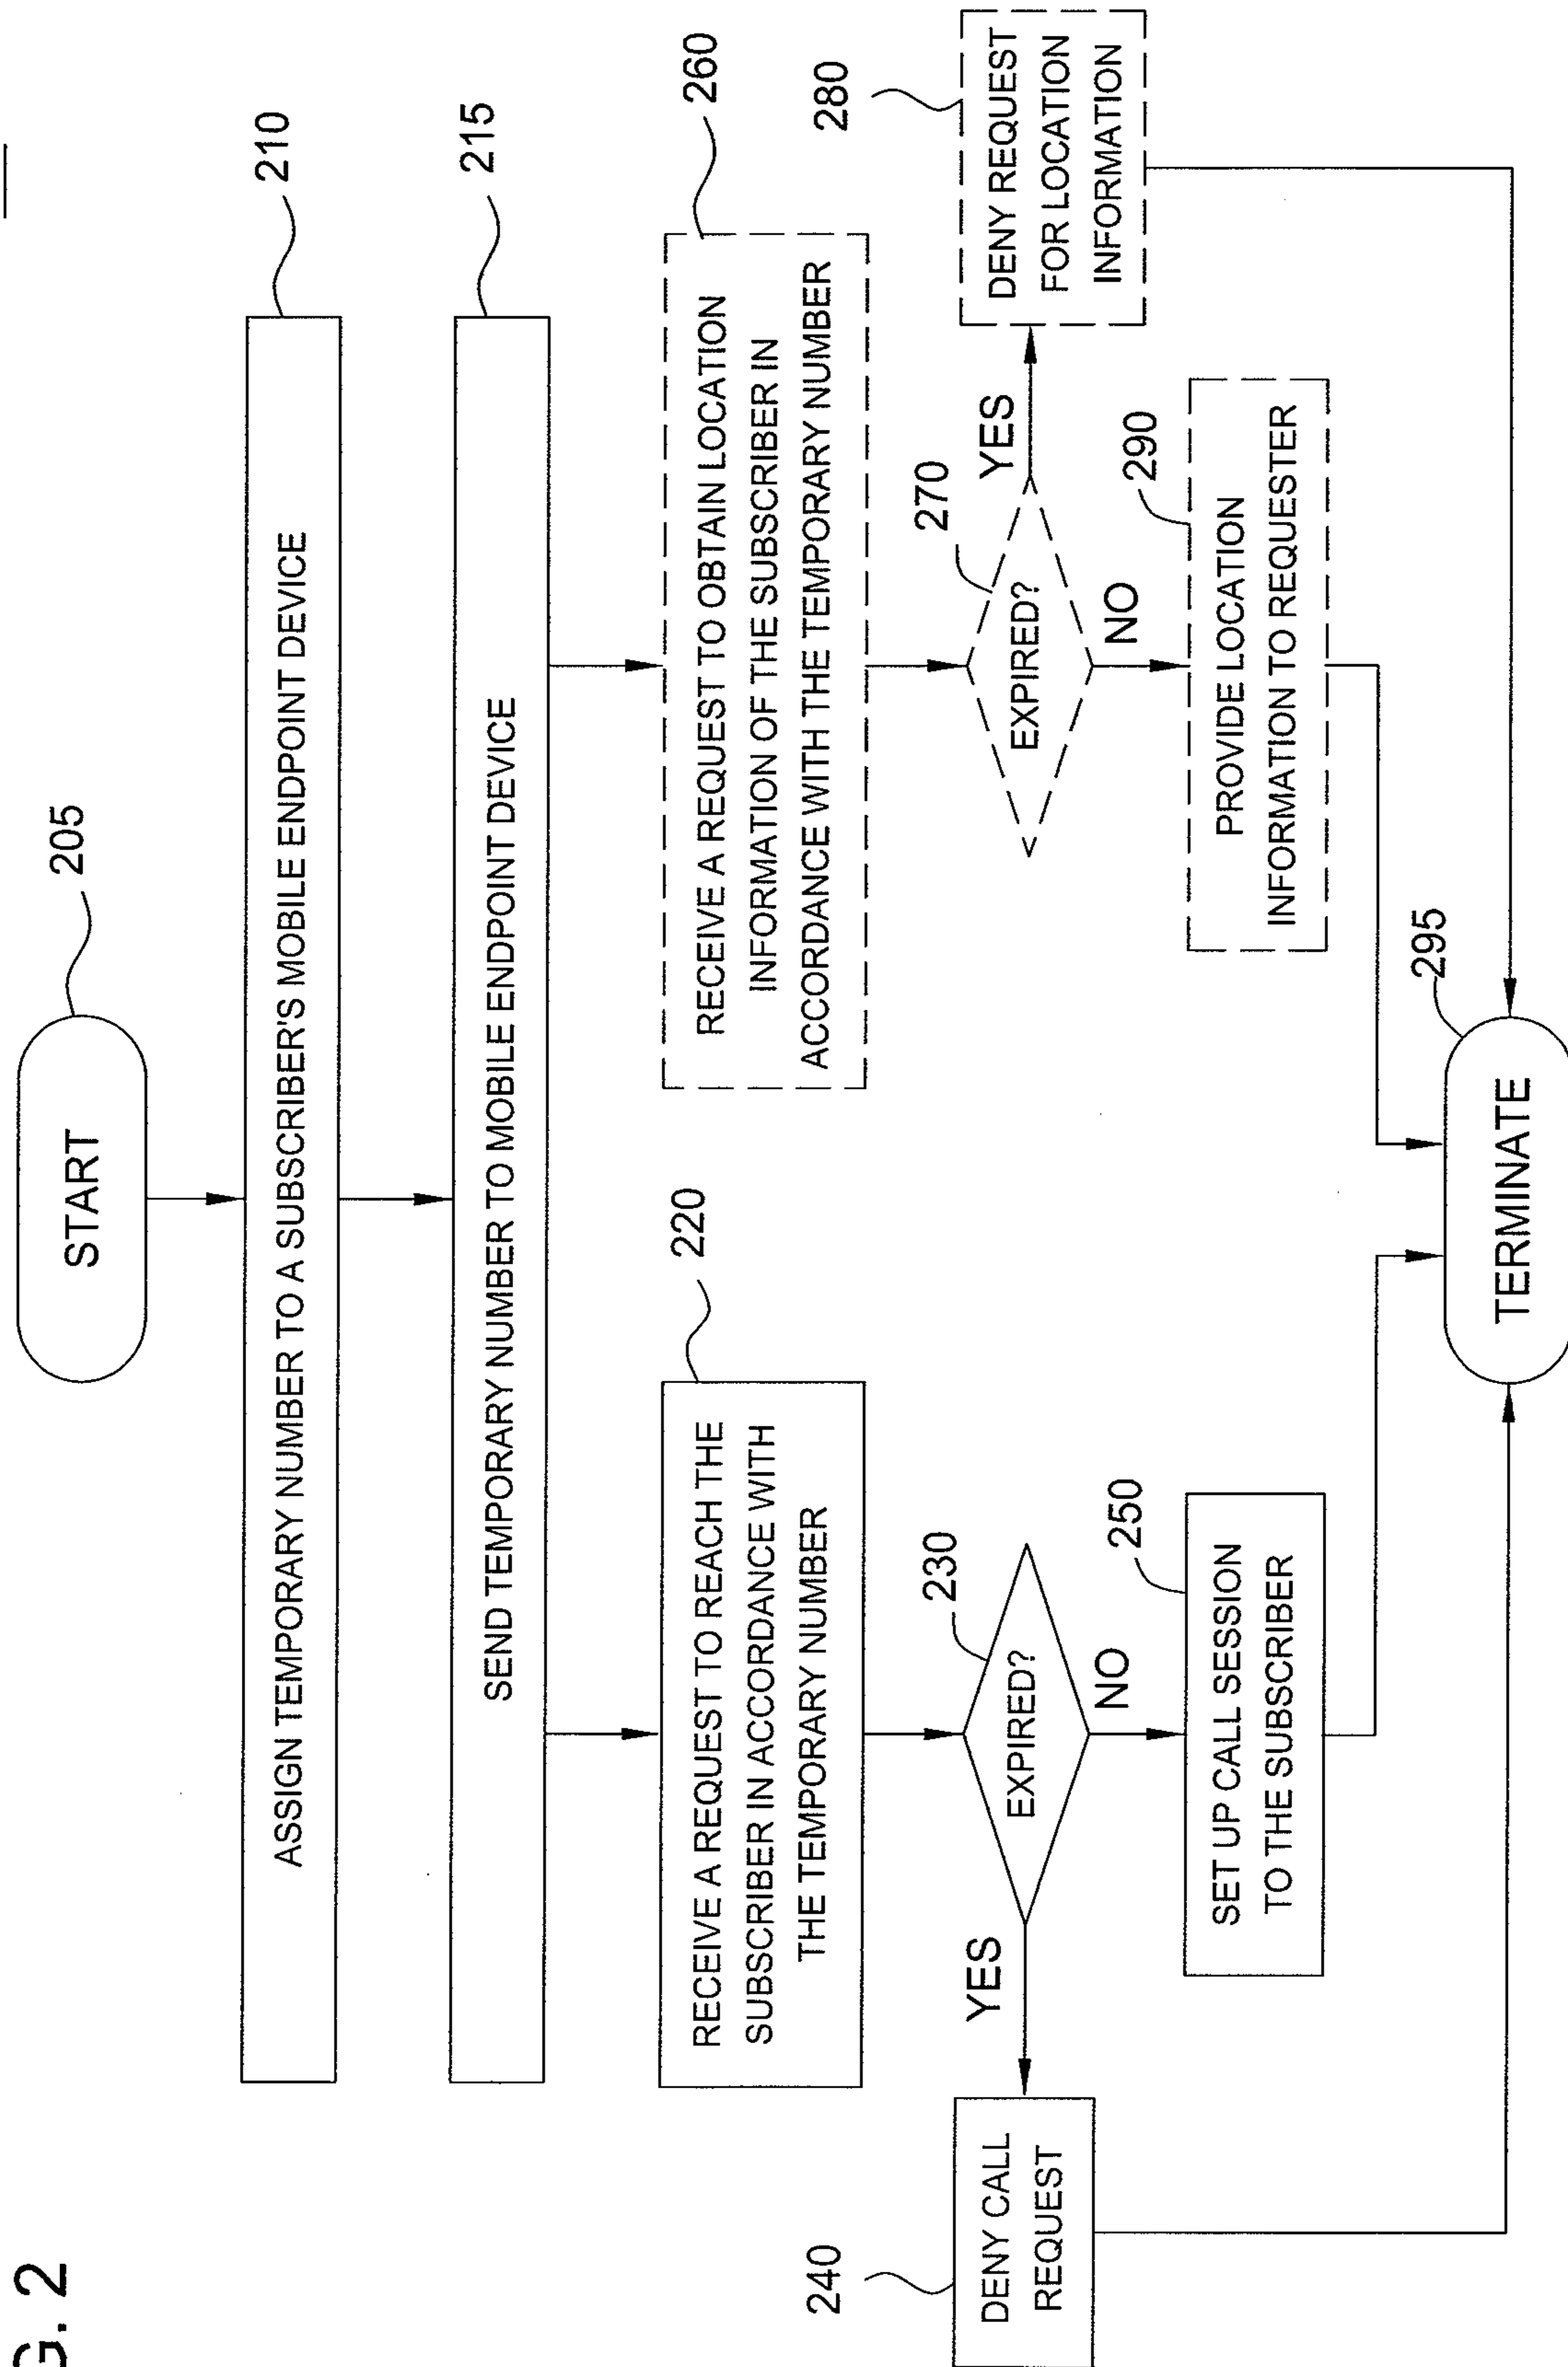 G. 2
START
205
ASSIGN TEMPORARY NUMBER TO A SUBSCRIBER'S MOBILE ENDPOINT DEVICE
210
SEND TEMPORARY NUMBER TO MOBILE ENDPOINT DEVICE
215
RECEIVE A REQUEST TO REACH THE
SUBSCRIBER IN ACCORDANCE WITH
THE TEMPORARY NUMBER
220
RECEIVE A REQUEST TO OBTAIN LOCATION
INFORMATION OF THE SUBSCRIBER IN
ACCORDANCE WITH THE TEMPORARY NUMBER
260
240
DENY CALL
REQUEST
YES
EXPIRED?
230
NO
EXPIRED?
270
YES
NO
280
DENY REQUEST
FOR LOCATION
INFORMATION
SET UP CALL SESSION
TO THE SUBSCRIBER
250
PROVIDE LOCATION
INFORMATION TO REQUESTER
290
TERMINATE
295